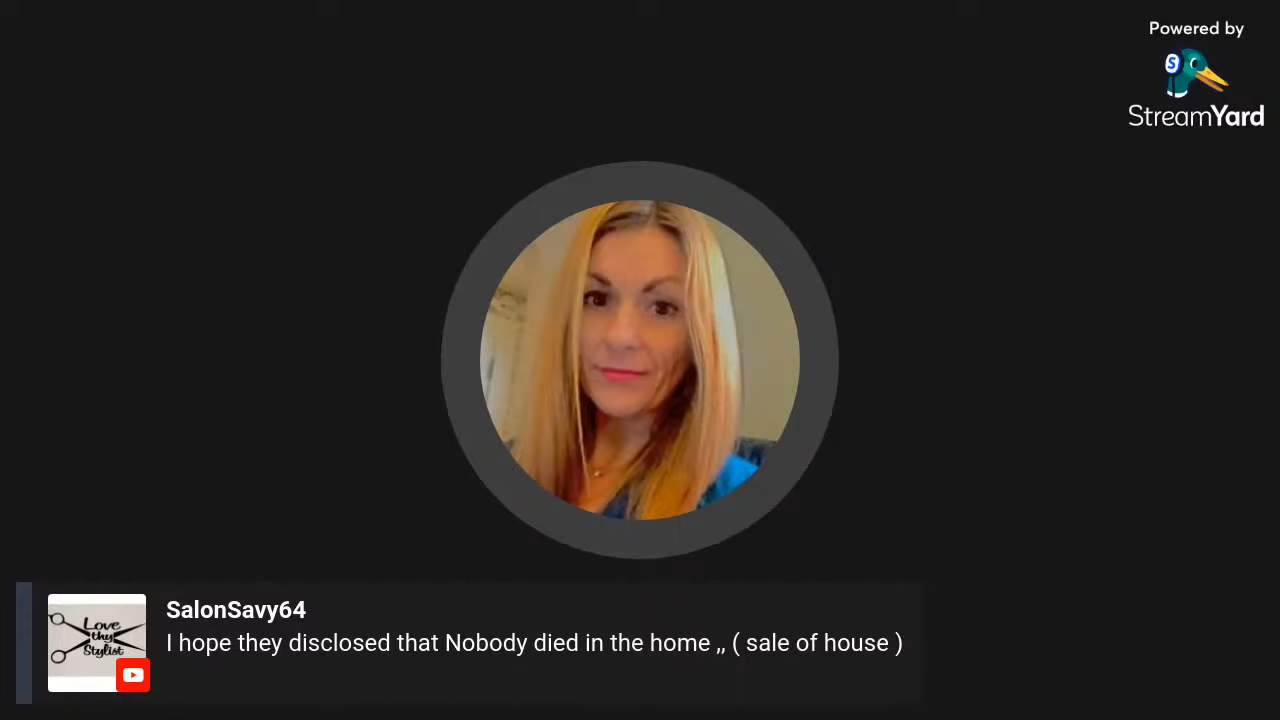 Powered by
S
StreamYard
SalonSavy64
I hope they disclosed that Nobody died in the home ,, ( sale of house )
Love
thy
Stylist